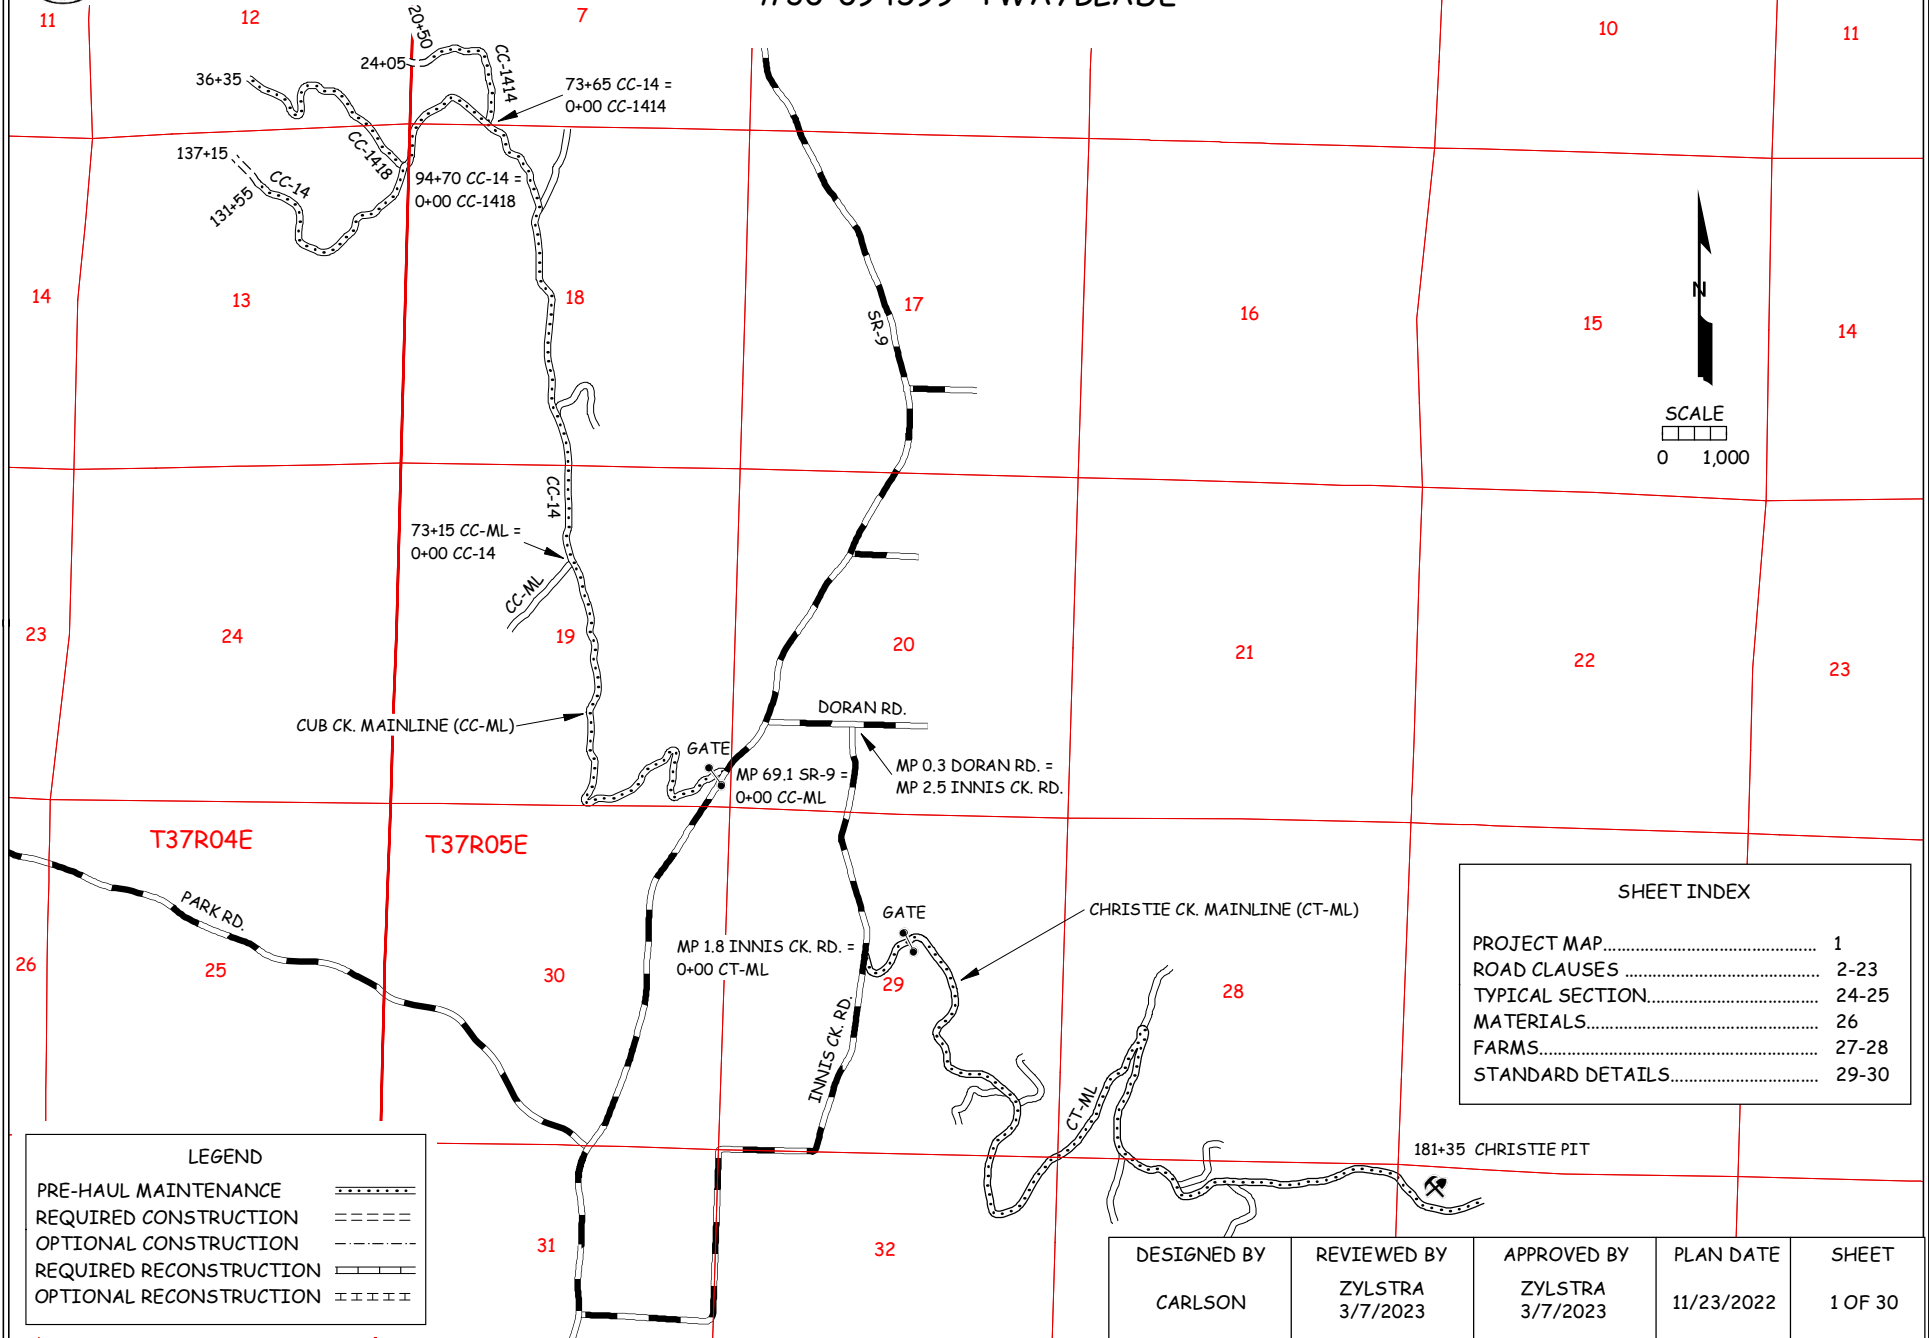 11
12
7
10
11
20+50
24+05
CC-1414
36+35
73+65 CC-14 =
0+00 CC-1414
CC-1418
137+15
CC-14
131+55
94+70 CC-14 =
0+00 CC-1418
14
13
18
17
SR-9
16
15
14
N
SCALE
0 1,000
CC-14
73+15 CC-ML =
0+00 CC-14
CC-ML
23
24
19
20
21
22
23
CUB CK. MAINLINE (CC-ML)
DORAN RD.
GATE
MP 69.1 SR-9 =
0+00 CC-ML
MP 0.3 DORAN RD. =
MP 2.5 INNIS CK. RD.
T37R04E
T37R05E
PARK RD.
GATE
CHRISTIE CK. MAINLINE (CT-ML)
MP 1.8 INNIS CK. RD. =
0+00 CT-ML
26
25
30
29
28
INNIS CK. RD.
CT-ML
181+35 CHRISTIE PIT
31
32
SHEET INDEX
PROJECT MAP 1
ROAD CLAUSES 2-23
TYPICAL SECTION 24-25
MATERIALS 26
FARMS 27-28
STANDARD DETAILS 29-30
LEGEND
PRE-HAUL MAINTENANCE
REQUIRED CONSTRUCTION
OPTIONAL CONSTRUCTION
REQUIRED RECONSTRUCTION
OPTIONAL RECONSTRUCTION
DESIGNED BY
CARLSON
REVIEWED BY
ZYLSTRA
3/7/2023
APPROVED BY
ZYLSTRA
3/7/2023
PLAN DATE
11/23/2022
SHEET
1 OF 30